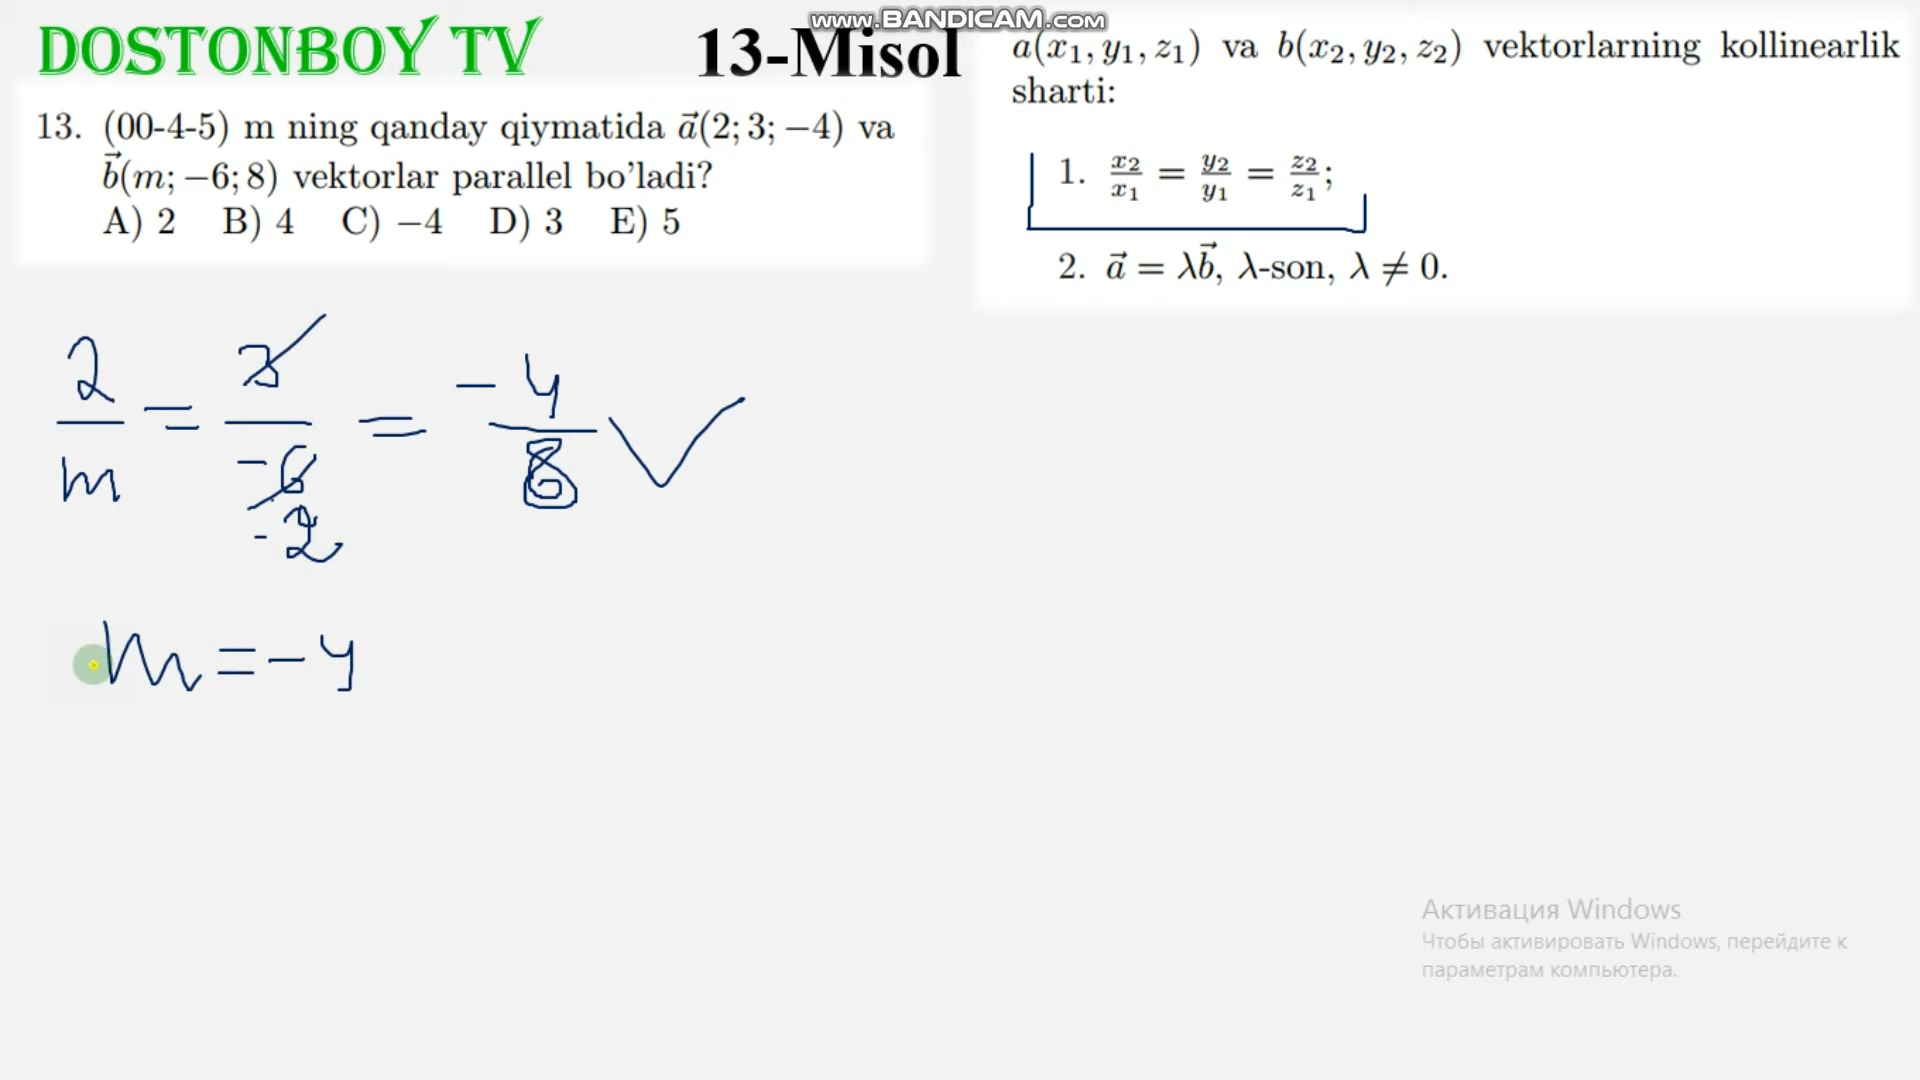 www.BANDICAM.com
DOSTONBOY TV
13-Misol
13. (00-4-5) m ning qanday qiymatida a⃗(2; 3; −4) va
b⃗(m; −6; 8) vektorlar parallel bo'ladi?
A) 2 B) 4 C) −4 D) 3 E) 5
a(x₁, y₁, z₁) va b(x₂, y₂, z₂) vektorlarning kollinearlik
sharti:
1. x₂/x₁ = y₂/y₁ = z₂/z₁;
2. a⃗ = λb⃗, λ-son, λ ≠ 0.
2/m = 3/-6 = -4/8
-2
m = -4
Активация Windows
Чтобы активировать Windows, перейдите к
параметрам компьютера.